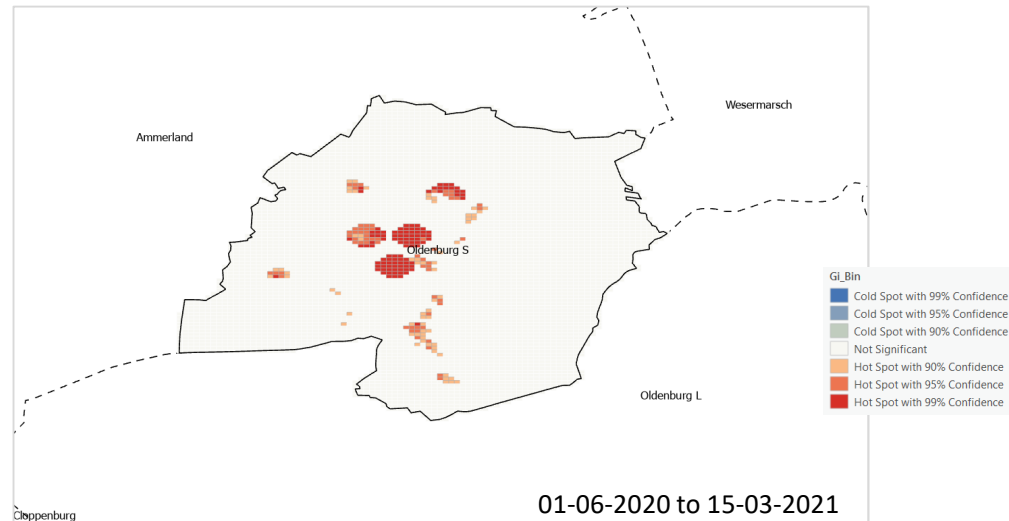 Wesermarsch
Ammerland
Oldenburg S
Gi_Bin
Cold Spot with 99% Confidence
Cold Spot with 95% Confidence
Cold Spot with 90% Confidence
Not Significant
Hot Spot with 90% Confidence
Hot Spot with 95% Confidence
Hot Spot with 99% Confidence
Oldenburg L
01-06-2020 to 15-03-2021
Cloppenburg